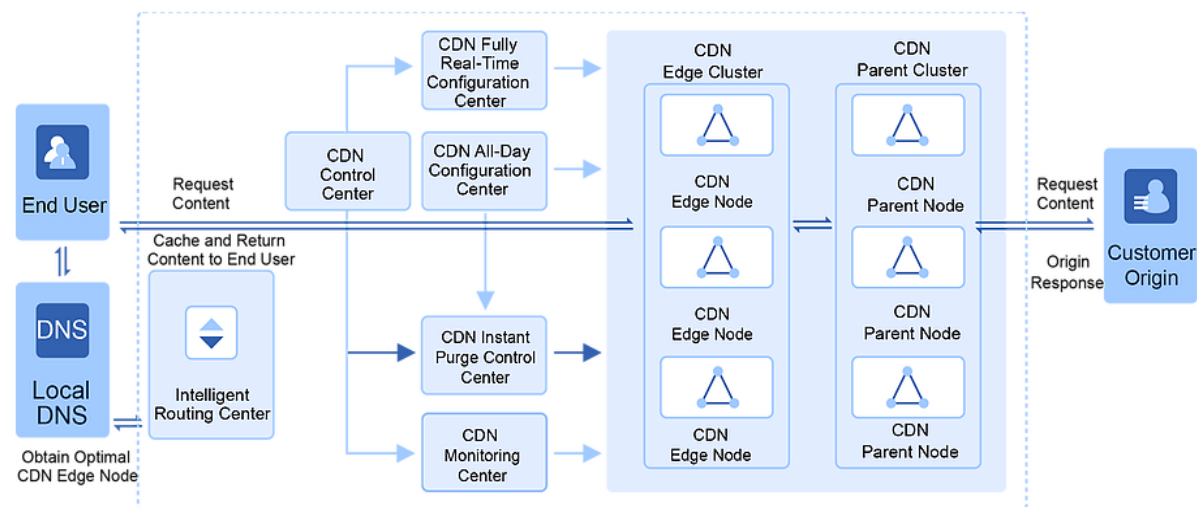 End User
DNS
Local
DNS
Obtain Optimal
CDN Edge Node
Request
Content
Cache and Return
Content to End User
Intelligent
Routing Center
CDN
Control
Center
CDN Fully
Real-Time
Configuration
Center
CDN All-Day
Configuration
Center
CDN Instant
Purge Control
Center
CDN
Monitoring
Center
CDN
Edge Cluster
CDN
Edge Node
CDN
Edge Node
CDN
Edge Node
CDN
Parent Cluster
CDN
Parent Node
CDN
Parent Node
CDN
Parent Node
Request
Content
Origin
Response
Customer
Origin